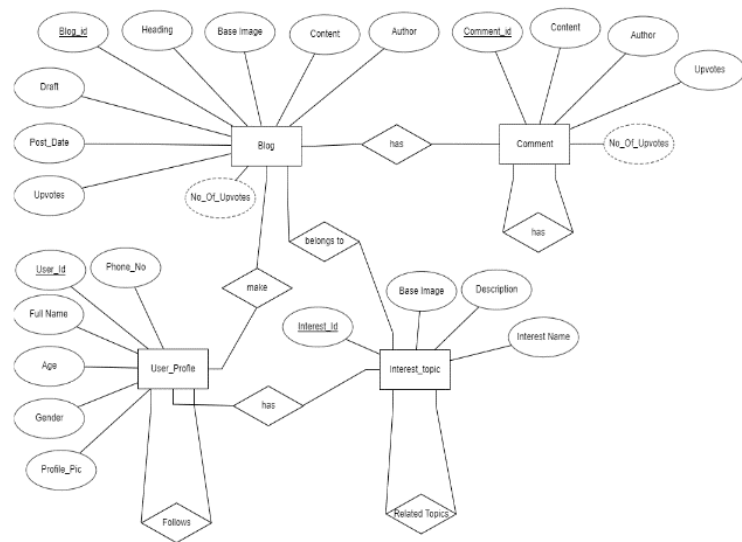 Blog_id
Heading
Base Image
Content
Author
Comment_id
Content
Author
Upvotes
Draft
Post_Date
Upvotes
No_Of_Upvotes
Blog
has
Comment
No_Of_Upvotes
has
belongs to
make
User_Id
Phone_No
Full Name
Age
Gender
Profile_Pic
User_Profle
has
Follows
Interest_Id
Base Image
Description
Interest Name
Interest_topic
Related Topics